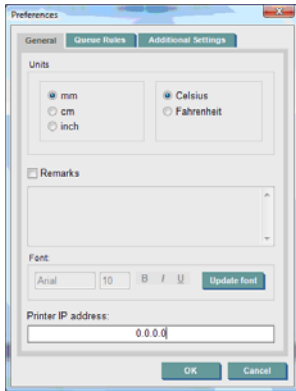 Preferences
General Queue Rules Additional Settings
Units
mm Celsius
cm Fahrenheit
inch
Remarks
Font
Arial 10 B I U Update font
Printer IP address:
0.0.0.0
OK Cancel